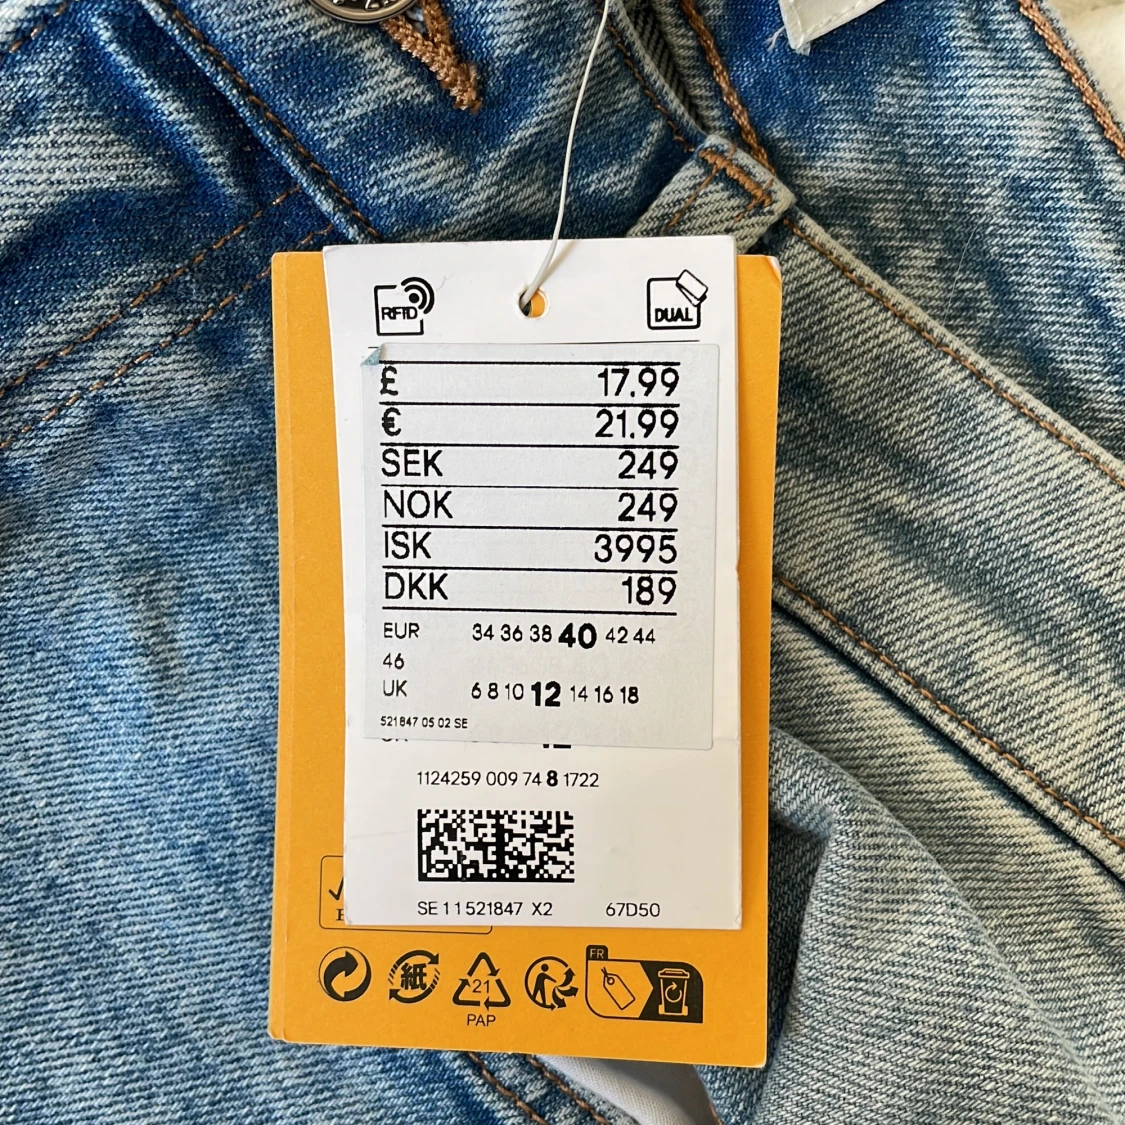 RFID
DUAL
£ 17.99
€ 21.99
SEK 249
NOK 249
ISK 3995
DKK 189
EUR 34 36 38 40 42 44
46
UK 6 8 10 12 14 16 18
521847 05 02 SE
1124259 009 74 8 1722
SE 11521847 X2 67D50
FR
紙
21
PAP